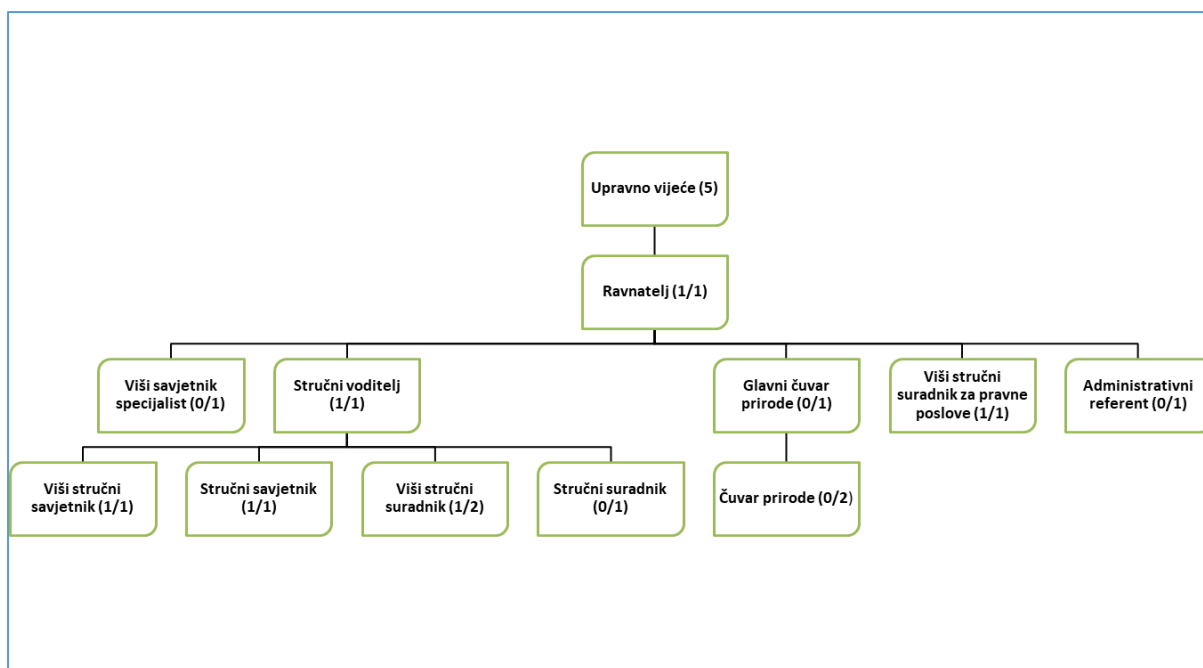 Upravno vijeće (5)
Ravnatelj (1/1)
Viši savjetnik
specijalist (0/1)
Stručni voditelj
(1/1)
Glavni čuvar
prirode (0/1)
Viši stručni
suradnik za pravne
poslove (1/1)
Administrativni
referent (0/1)
Viši stručni
savjetnik (1/1)
Stručni savjetnik
(1/1)
Viši stručni
suradnik (1/2)
Stručni suradnik
(0/1)
Čuvar prirode (0/2)